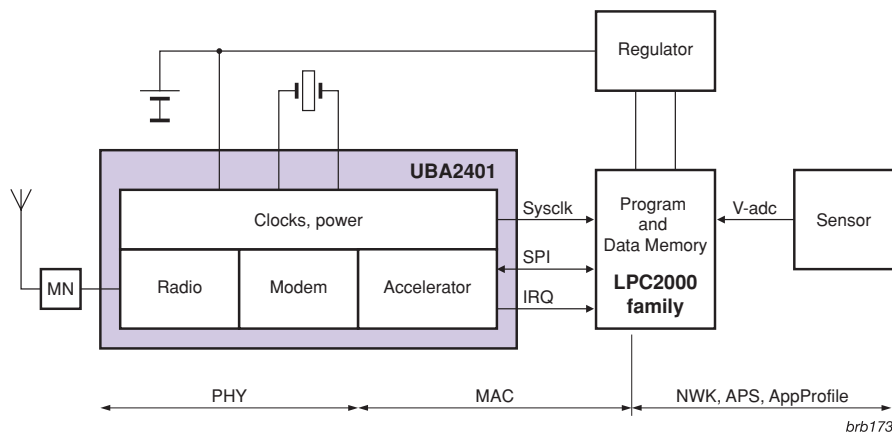 Regulator
UBA2401
Clocks, power
Sysclk
Program
and
Data Memory
V-adc
Sensor
SPI
LPC2000
family
MN
Radio
Modem
Accelerator
IRQ
PHY
MAC
NWK, APS, AppProfile
brb173